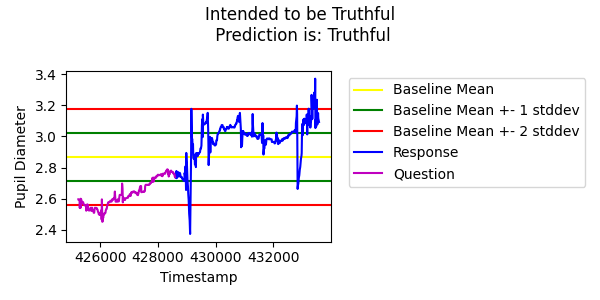 Intended to be Truthful
Prediction is: Truthful
3.4
3.2
3.0
2.8
2.6
2.4
Pupil Diameter
426000 428000 430000 432000
Timestamp
Baseline Mean
Baseline Mean +- 1 stddev
Baseline Mean +- 2 stddev
Response
Question